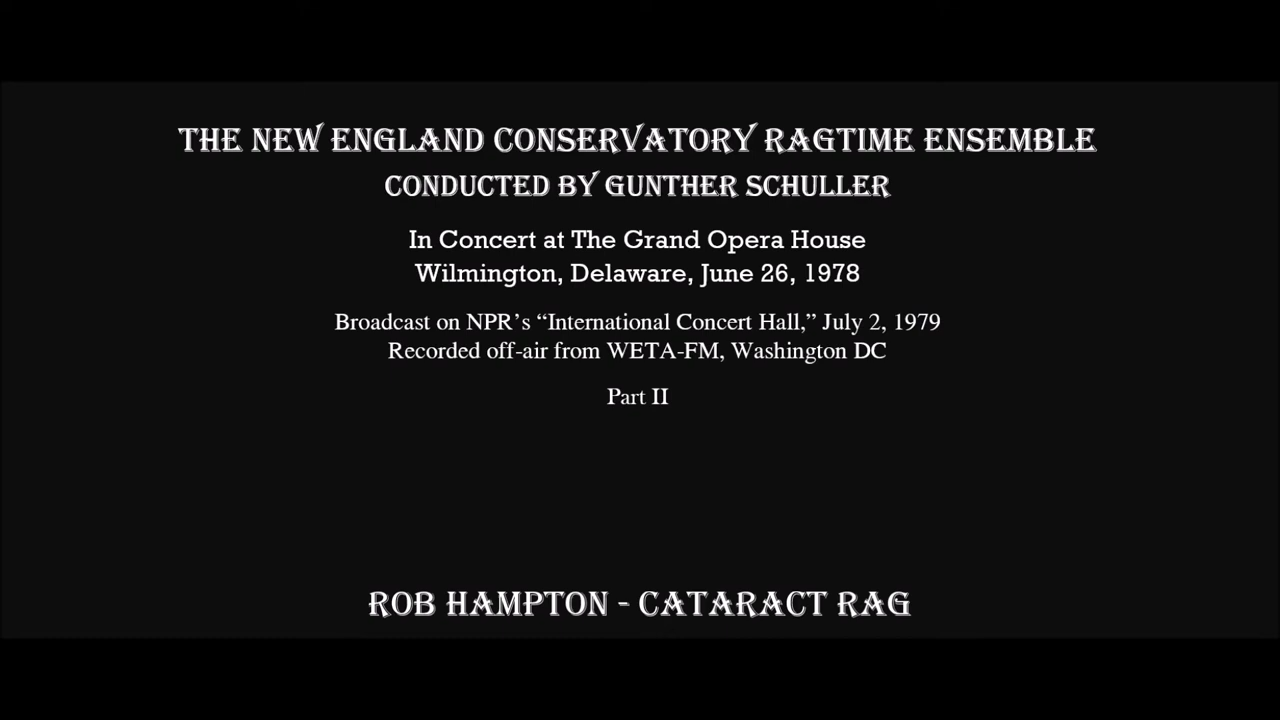 THE NEW ENGLAND CONSERVATORY RAGTIME ENSEMBLE
CONDUCTED BY GUNTHER SCHULLER
In Concert at The Grand Opera House
Wilmington, Delaware, June 26, 1978
Broadcast on NPR’s “International Concert Hall,” July 2, 1979
Recorded off-air from WETA-FM, Washington DC
Part II
ROB HAMPTON - CATARACT RAG